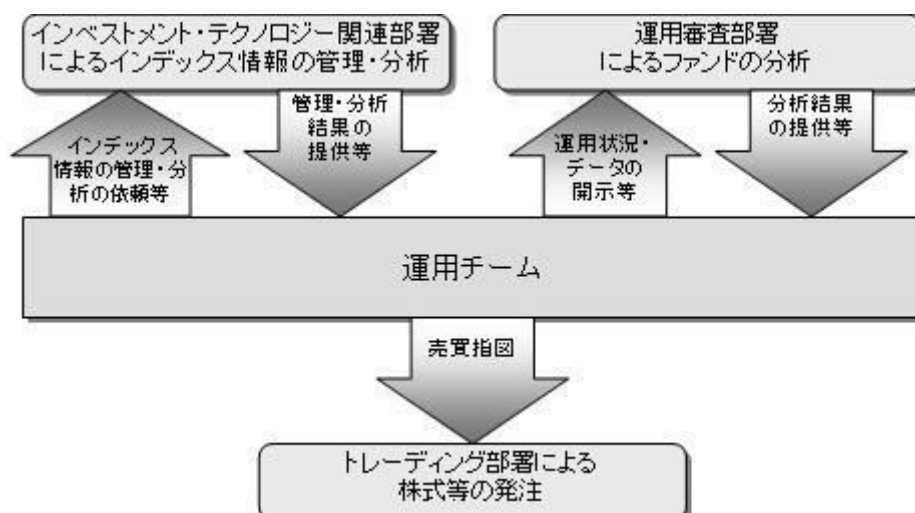 インベストメント・テクノロジー関連部署
によるインデックス情報の管理・分析
運用審査部署
によるファンドの分析
インデックス
情報の管理・分
析の依頼等
管理・分析
結果の
提供等
運用状況・
データの
開示等
分析結果
の提供等
運用チーム
売買指図
トレーディング部署による
株式等の発注